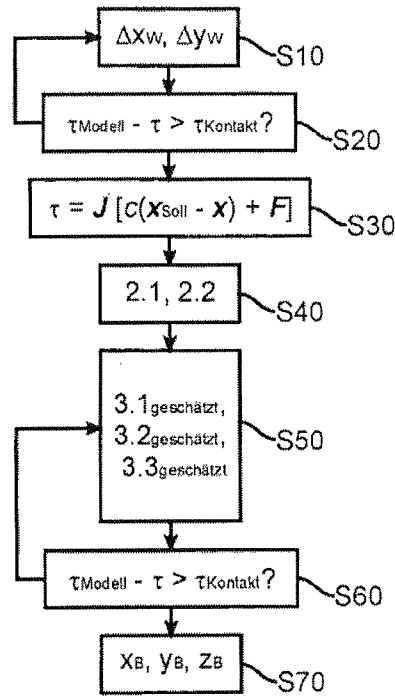 Δxw, Δyw
S10
τModell - τ > τKontakt?
S20
τ = J [c(xSoll - x) + F]
S30
2.1, 2.2
S40
3.1geschätzt,
3.2geschätzt,
3.3geschätzt
S50
τModell - τ > τKontakt?
S60
xB, yB, zB
S70